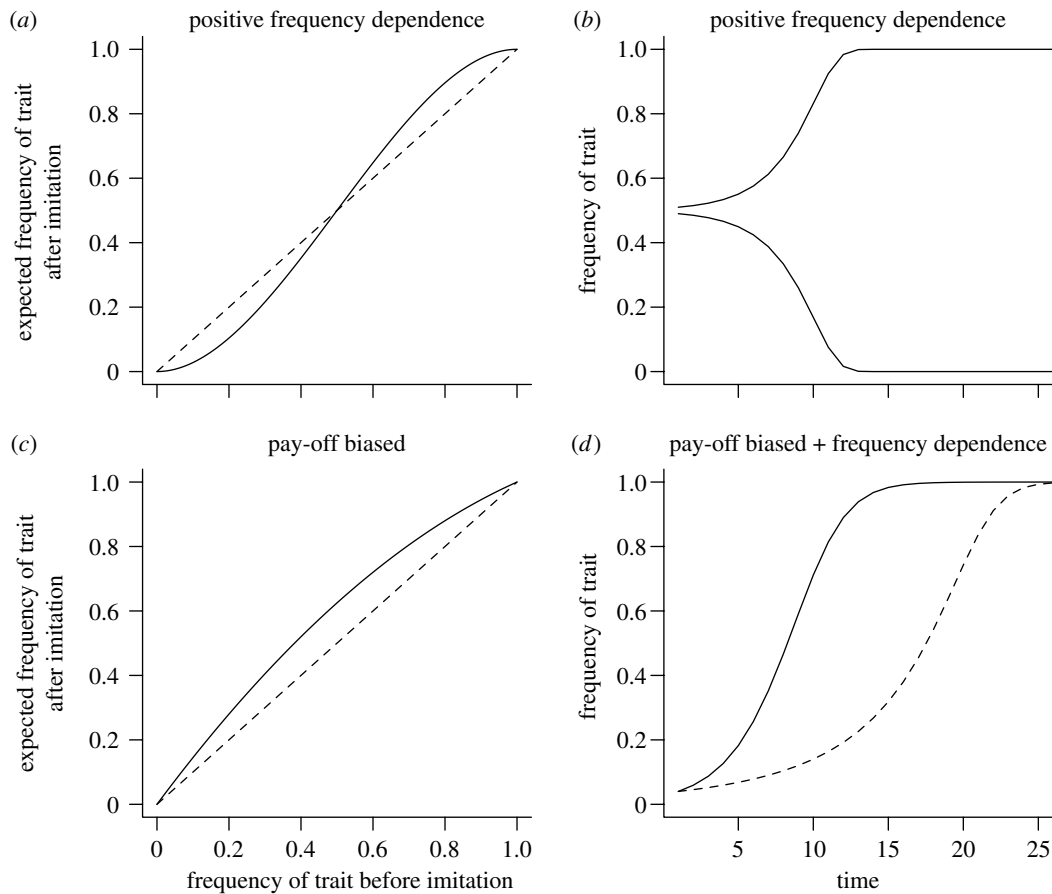 (a) positive frequency dependence
expected frequency of trait
after imitation
1.0
0.8
0.6
0.4
0.2
0
(b) positive frequency dependence
frequency of trait
1.0
0.8
0.6
0.4
0.2
0
(c) pay-off biased
expected frequency of trait
after imitation
1.0
0.8
0.6
0.4
0.2
0
0 0.2 0.4 0.6 0.8 1.0
frequency of trait before imitation
(d) pay-off biased + frequency dependence
frequency of trait
1.0
0.8
0.6
0.4
0.2
0
5 10 15 20 25
time